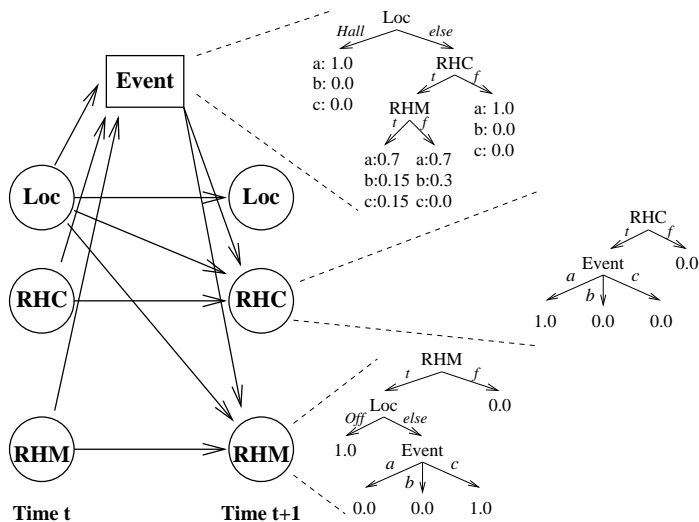 Loc
Hall else
Event
a: 1.0
b: 0.0
c: 0.0
RHC
t f
RHM
t f
a: 1.0
b: 0.0
c: 0.0
a:0.7 a:0.7
b:0.15 b:0.3
c:0.15 c:0.0
Loc Loc
RHC
t f
Event 0.0
a b c
1.0 0.0 0.0
RHC RHC
RHM
t f
Loc 0.0
Off else
1.0 Event
a b c
0.0 0.0 1.0
RHM RHM
Time t Time t+1